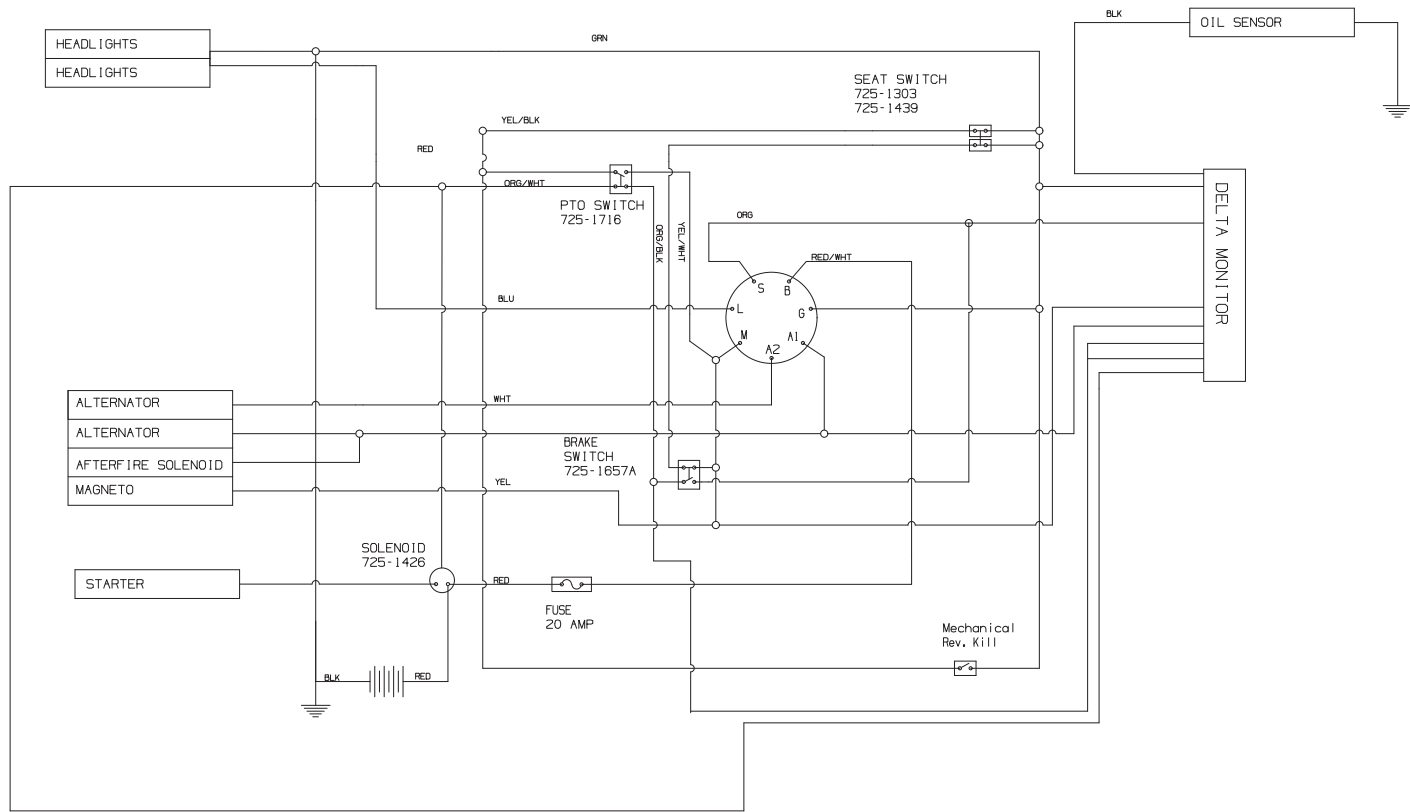 BLK
OIL SENSOR
HEADLIGHTS
GRN
HEADLIGHTS
SEAT SWITCH
725-1303
725-1439
YEL/BLK
RED
ORG/WHT
PTO SWITCH
725-1716
DELTA MONITOR
ORG
ORG/BLK
YEL/WHT
RED/WHT
S
B
BLU
L
G
M
A1
A2
ALTERNATOR
WHT
ALTERNATOR
BRAKE
SWITCH
725-1657A
AFTERFIRE SOLENOID
MAGNETO
YEL
SOLENOID
725-1426
STARTER
RED
FUSE
20 AMP
Mechanical
Rev. Kill
BLK
RED